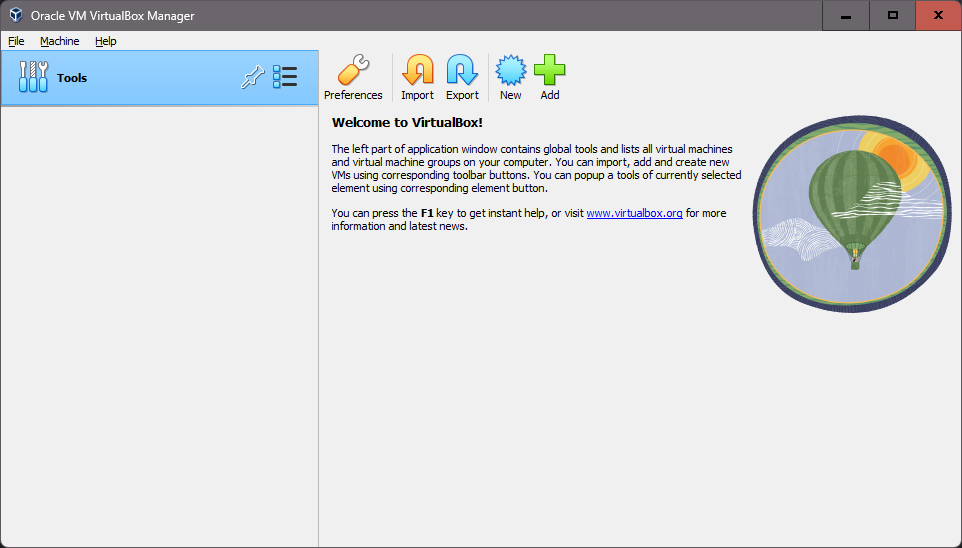 Oracle VM VirtualBox Manager
File Machine Help
Tools
Preferences Import Export New Add
Welcome to VirtualBox!
The left part of application window contains global tools and lists all virtual machines
and virtual machine groups on your computer. You can import, add and create new
VMs using corresponding toolbar buttons. You can popup a tools of currently selected
element using corresponding element button.
You can press the F1 key to get instant help, or visit www.virtualbox.org for more
information and latest news.